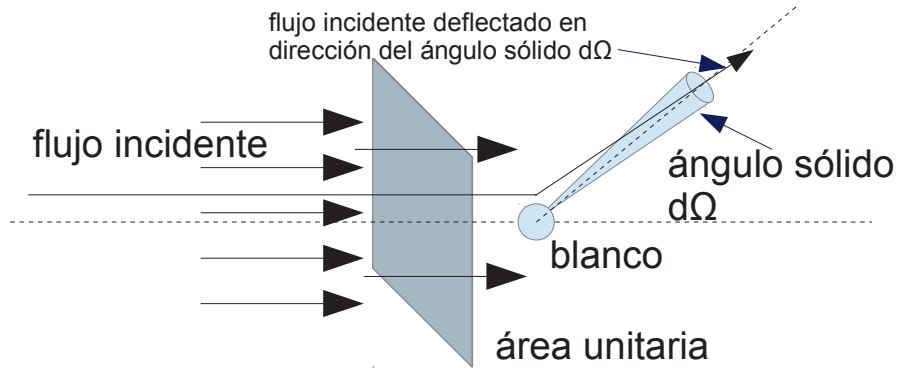 flujo incidente deflectado en
dirección del ángulo sólido dΩ
flujo incidente
ángulo sólido
dΩ
blanco
área unitaria